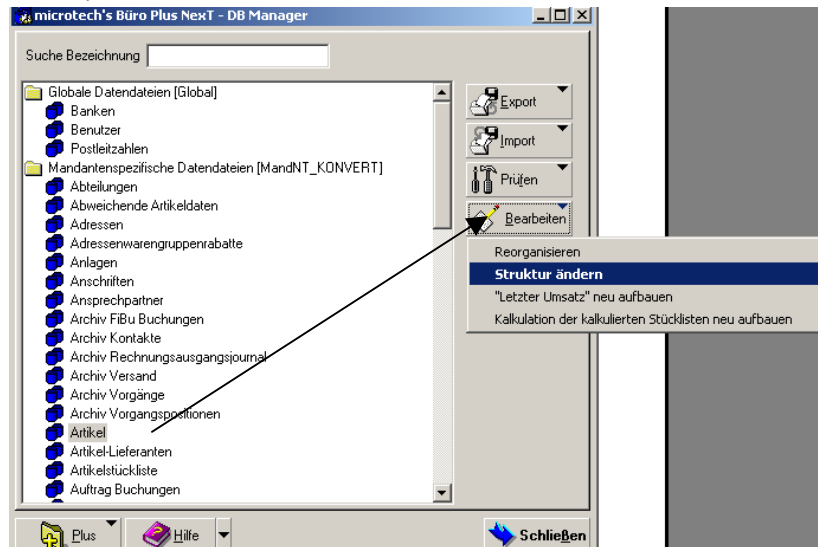 microtech's Büro Plus NexT - DB Manager
Suche Bezeichnung
Globale Datendateien [Global]
Banken
Benutzer
Postleitzahlen
Mandantenspezifische Datendateien [MandNT_KONVERT]
Abteilungen
Abweichende Artikeldaten
Adressen
Adressenwarengruppenrabatte
Anlagen
Anschriften
Ansprechpartner
Archiv FiBu Buchungen
Archiv Kontakte
Archiv Rechnungsausgangsjournal
Archiv Versand
Archiv Vorgänge
Archiv Vorgangspositionen
Artikel
Artikel-Lieferanten
Artikelstückliste
Auftrag Buchungen
Export
Import
Prüfen
Bearbeiten
Reorganisieren
Struktur ändern
"Letzter Umsatz" neu aufbauen
Kalkulation der kalkulierten Stücklisten neu aufbauen
Plus
Hilfe
Schließen